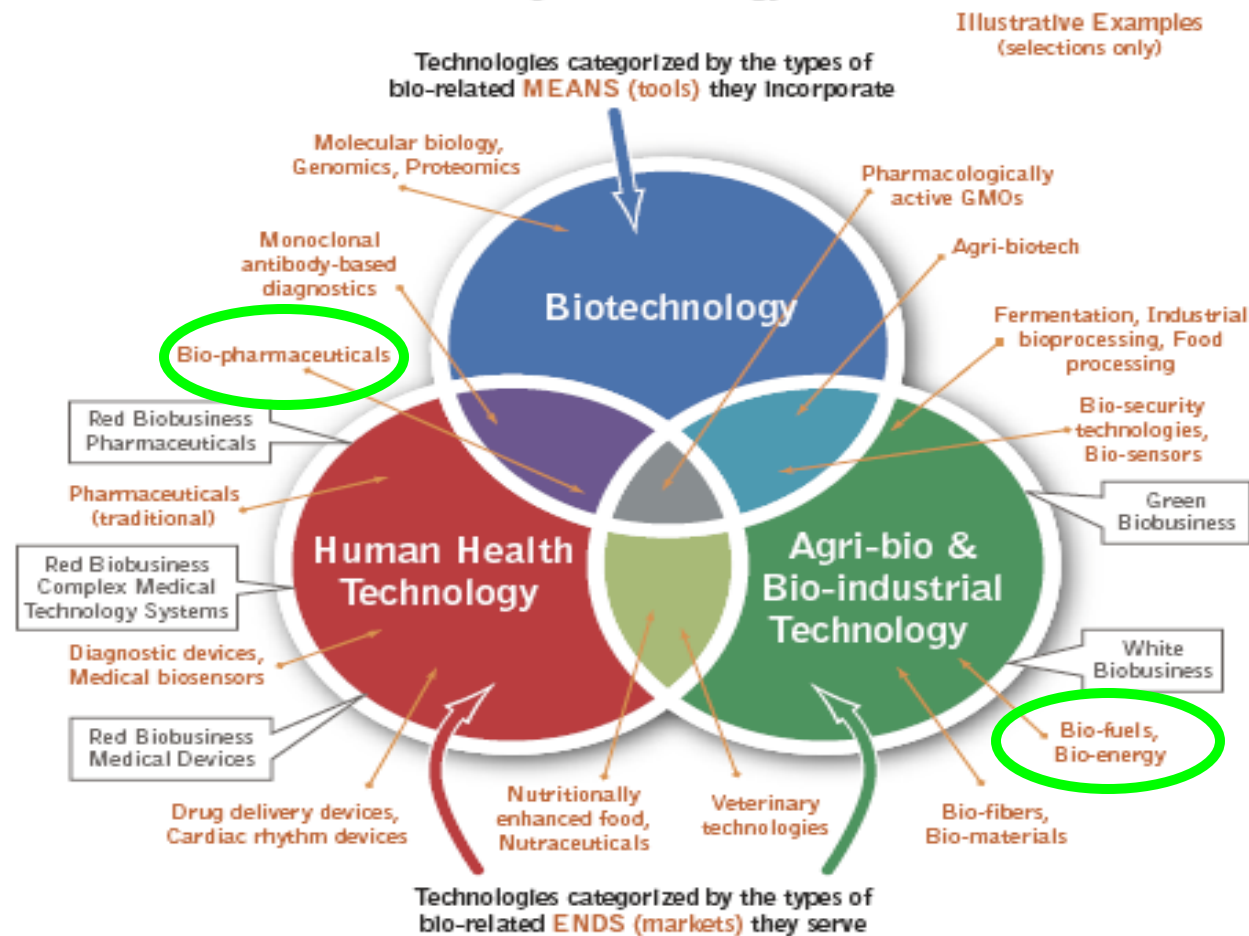 Illustrative Examples
(selections only)
Technologies categorized by the types of
bio-related MEANS (tools) they incorporate
Molecular biology,
Genomics, Proteomics
Pharmacologically
active GMOs
Monoclonal
antibody-based
diagnostics
Agri-biotech
Biotechnology
Fermentation, Industrial
bioprocessing, Food
processing
Bio-pharmaceuticals
Red Biobusiness
Pharmaceuticals
Bio-security
technologies,
Bio-sensors
Pharmaceuticals
(traditional)
Green
Biobusiness
Human Health
Technology
Agri-bio &
Bio-industrial
Technology
Red Biobusiness
Complex Medical
Technology Systems
Diagnostic devices,
Medical biosensors
White
Biobusiness
Red Biobusiness
Medical Devices
Bio-fuels,
Bio-energy
Drug delivery devices,
Cardiac rhythm devices
Nutritionally
enhanced food,
Nutraceuticals
Veterinary
technologies
Bio-fibers,
Bio-materials
Technologies categorized by the types of
bio-related ENDS (markets) they serve